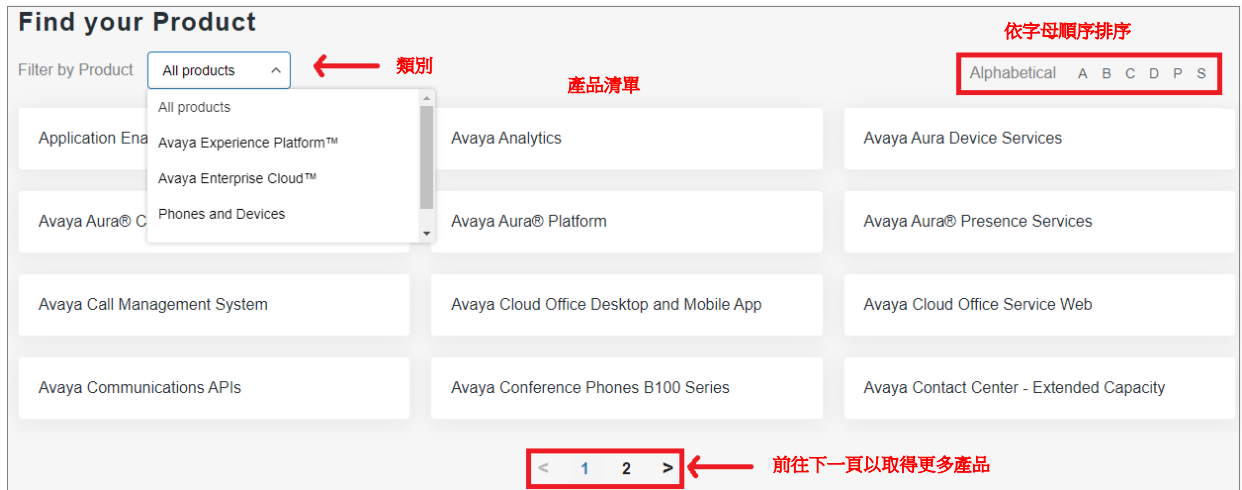 Find your Product
依字母順序排序
Filter by Product All products 類別
Alphabetical A B C D P S
產品清單
All products
Avaya Experience Platform™
Avaya Enterprise Cloud™
Phones and Devices
Application Ena
Avaya Analytics
Avaya Aura Device Services
Avaya Aura® C
Avaya Aura® Platform
Avaya Aura® Presence Services
Avaya Call Management System
Avaya Cloud Office Desktop and Mobile App
Avaya Cloud Office Service Web
Avaya Communications APIs
Avaya Conference Phones B100 Series
Avaya Contact Center - Extended Capacity
< 1 2 > 前往下一頁以取得更多產品